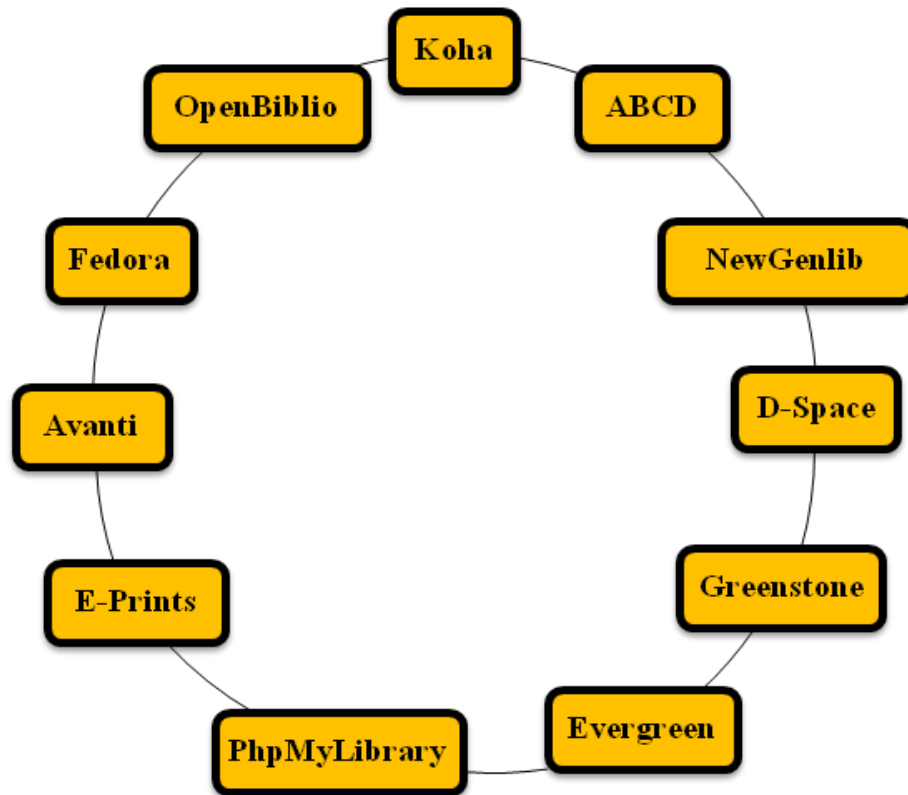 Koha
ABCD
NewGenlib
D-Space
Greenstone
Evergreen
PhpMyLibrary
E-Prints
Avanti
Fedora
OpenBiblio